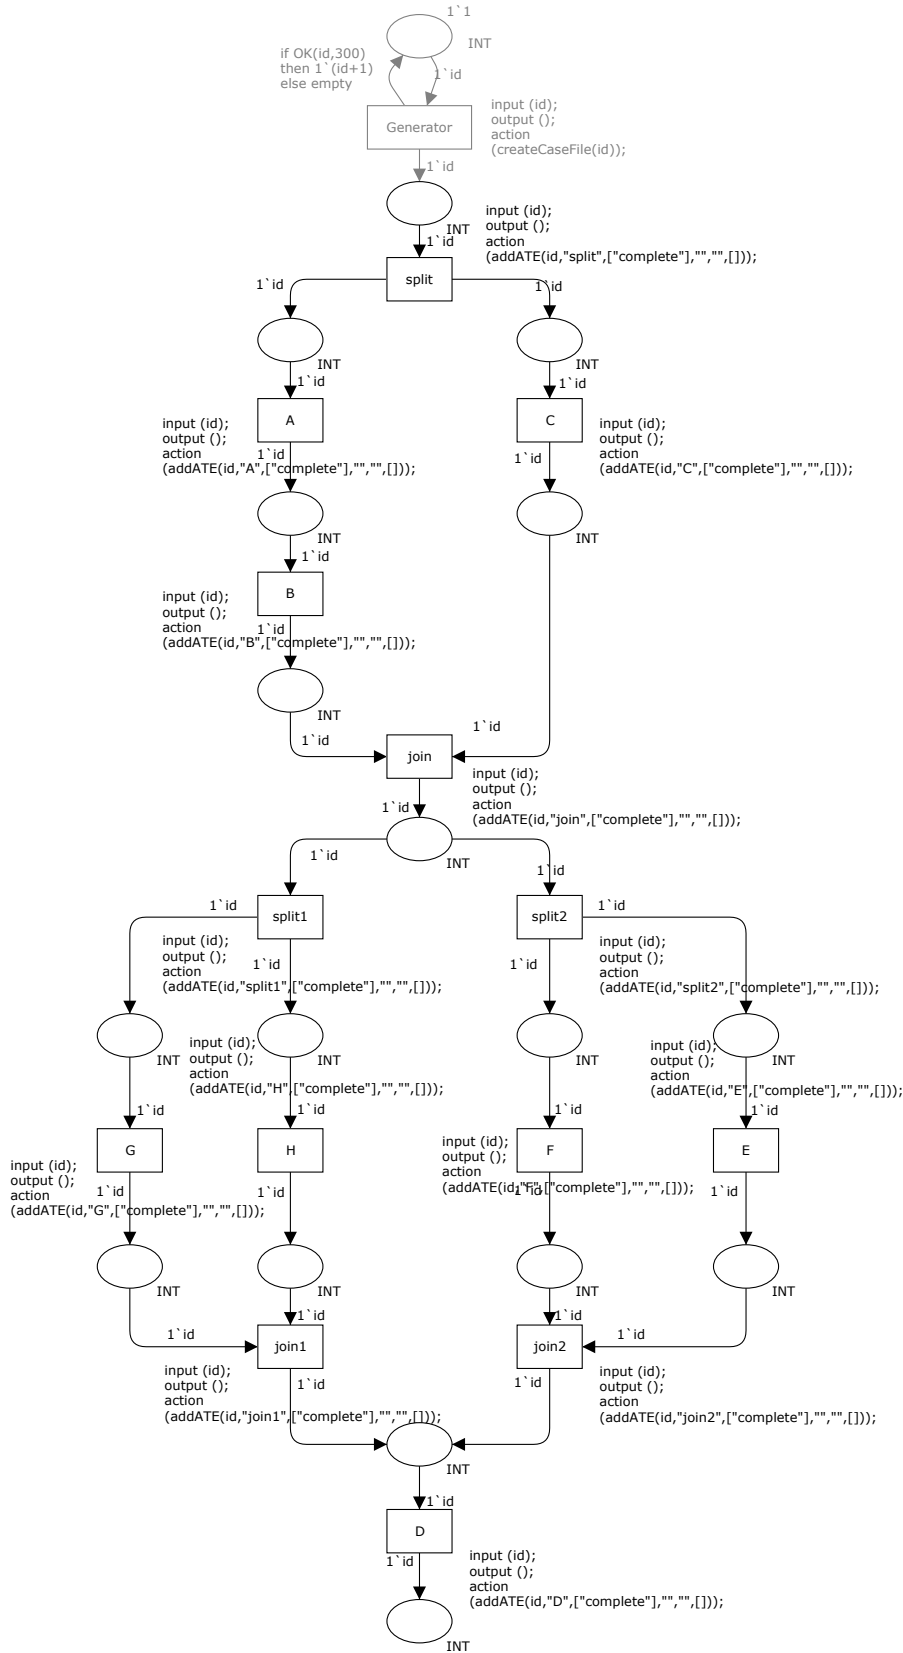 1`1
INT
if OK(id,300)
then 1`(id+1)
else empty
1`id
Generator
input (id);
output ();
action
(createCaseFile(id));
1`id
INT
1`id
input (id);
output ();
action
(addATE(id,"split",["complete"],"","",[]));
split
1`id
1`id
INT
INT
1`id
1`id
A
C
input (id);
output ();
action
(addATE(id,"A",["complete"],"","",[]));
1`id
input (id);
output ();
action
(addATE(id,"C",["complete"],"","",[]));
1`id
INT
INT
1`id
B
input (id);
output ();
action
(addATE(id,"B",["complete"],"","",[]));
1`id
INT
1`id
1`id
join
input (id);
output ();
action
(addATE(id,"join",["complete"],"","",[]));
1`id
INT
1`id
1`id
split1
split2
1`id
1`id
input (id);
output ();
action
(addATE(id,"split1",["complete"],"","",[]));
1`id
1`id
input (id);
output ();
action
(addATE(id,"split2",["complete"],"","",[]));
INT
INT
INT
INT
input (id);
output ();
action
(addATE(id,"H",["complete"],"","",[]));
input (id);
output ();
action
(addATE(id,"E",["complete"],"","",[]));
1`id
1`id
1`id
1`id
G
H
F
E
input (id);
output ();
action
(addATE(id,"G",["complete"],"","",[]));
1`id
1`id
input (id);
output ();
action
(addATE(id,"F",["complete"],"","",[]));
1`id
1`id
INT
INT
INT
INT
1`id
1`id
1`id
1`id
join1
join2
input (id);
output ();
action
(addATE(id,"join1",["complete"],"","",[]));
1`id
1`id
input (id);
output ();
action
(addATE(id,"join2",["complete"],"","",[]));
INT
1`id
D
1`id
input (id);
output ();
action
(addATE(id,"D",["complete"],"","",[]));
INT